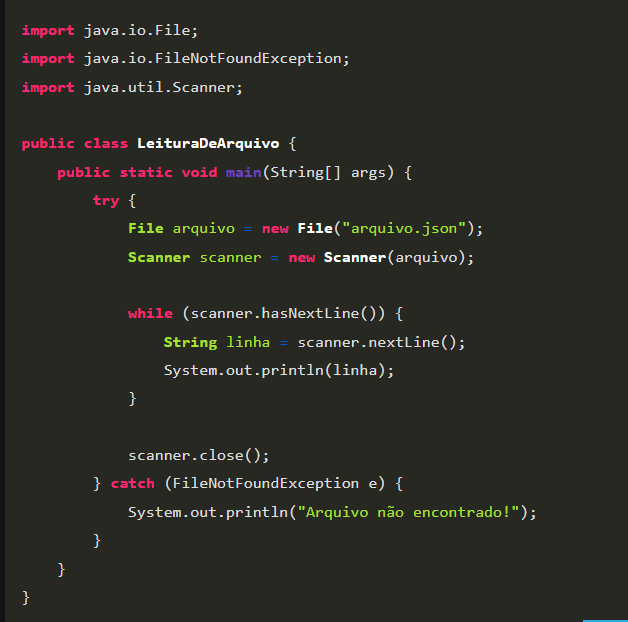 import java.io.File;
import java.io.FileNotFoundException;
import java.util.Scanner;

public class LeituraDeArquivo {
    public static void main(String[] args) {
        try {
            File arquivo = new File("arquivo.json");
            Scanner scanner = new Scanner(arquivo);

            while (scanner.hasNextLine()) {
                String linha = scanner.nextLine();
                System.out.println(linha);
            }

            scanner.close();
        } catch (FileNotFoundException e) {
            System.out.println("Arquivo não encontrado!");
        }
    }
}